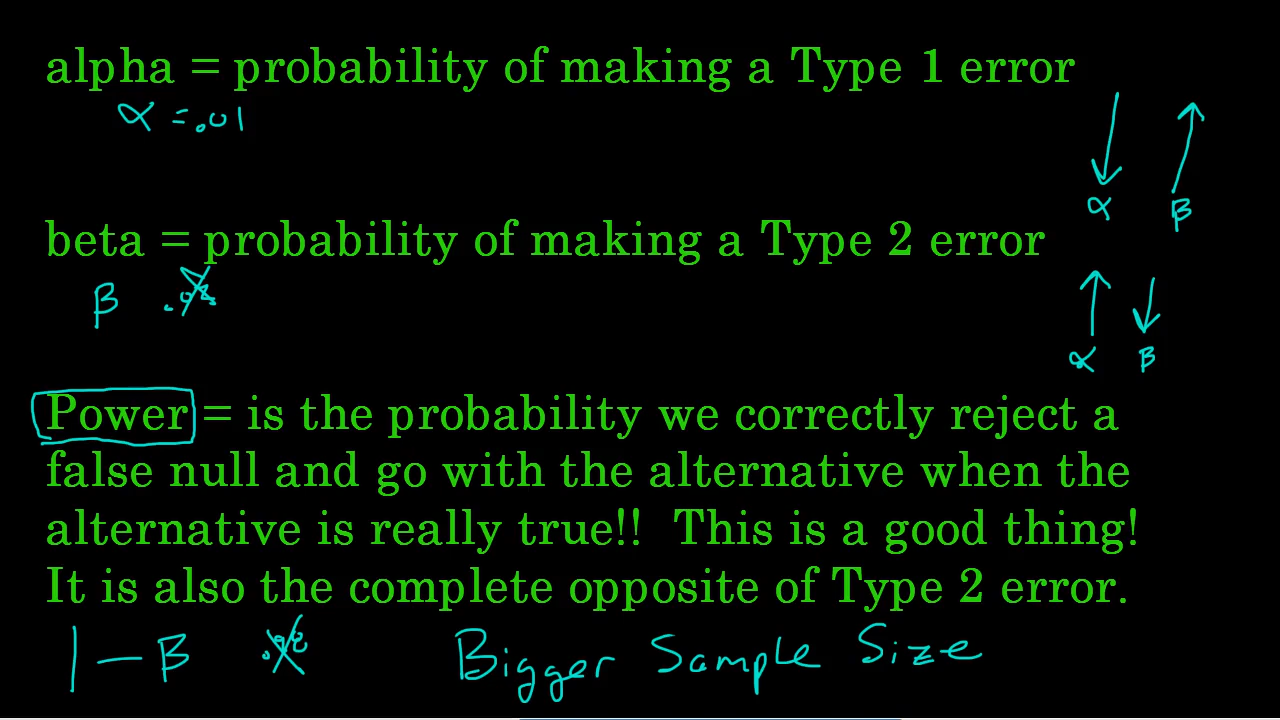 alpha = probability of making a Type 1 error
α = .01
α β
beta = probability of making a Type 2 error
β
α β
Power = is the probability we correctly reject a
false null and go with the alternative when the
alternative is really true!! This is a good thing!
It is also the complete opposite of Type 2 error.
1 - β Bigger Sample Size